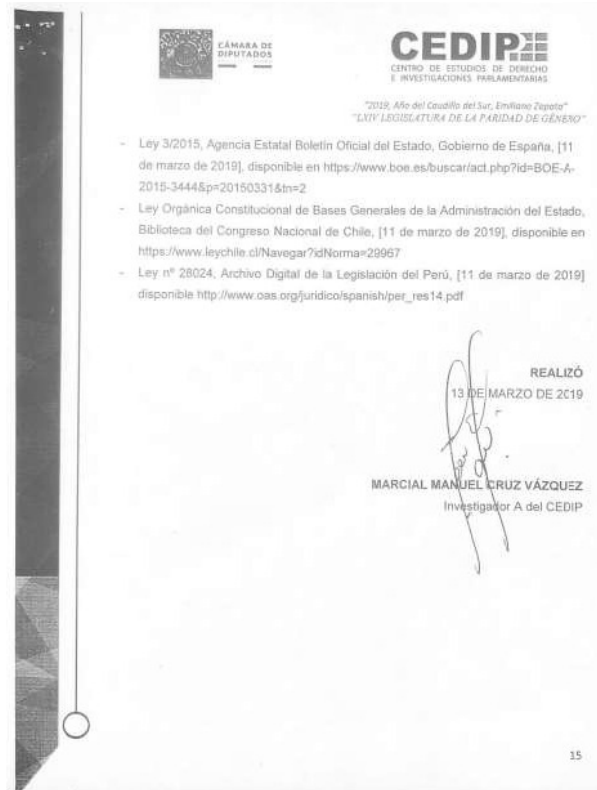 CÁMARA DE
DIPUTADOS
CEDIP
CENTRO DE ESTUDIOS DE DERECHO
E INVESTIGACIONES PARLAMENTARIAS
"2019, Año del Caudillo del Sur, Emiliano Zapata"
"LXIV LEGISLATURA DE LA PARIDAD DE GÉNERO"
- Ley 3/2015, Agencia Estatal Boletín Oficial del Estado, Gobierno de España, [11
de marzo de 2019], disponible en https://www.boe.es/buscar/act.php?id=BOE-A-
2015-3444&p=20150331&tn=2
- Ley Orgánica Constitucional de Bases Generales de la Administración del Estado,
Biblioteca del Congreso Nacional de Chile, [11 de marzo de 2019], disponible en
https://www.leychile.cl/Navegar?idNorma=29967
- Ley nº 28024, Archivo Digital de la Legislación del Perú, [11 de marzo de 2019]
disponible http://www.oas.org/juridico/spanish/per_res14.pdf
REALIZÓ
13 DE MARZO DE 2019
MARCIAL MANUEL CRUZ VÁZQUEZ
Investigador A del CEDIP
15